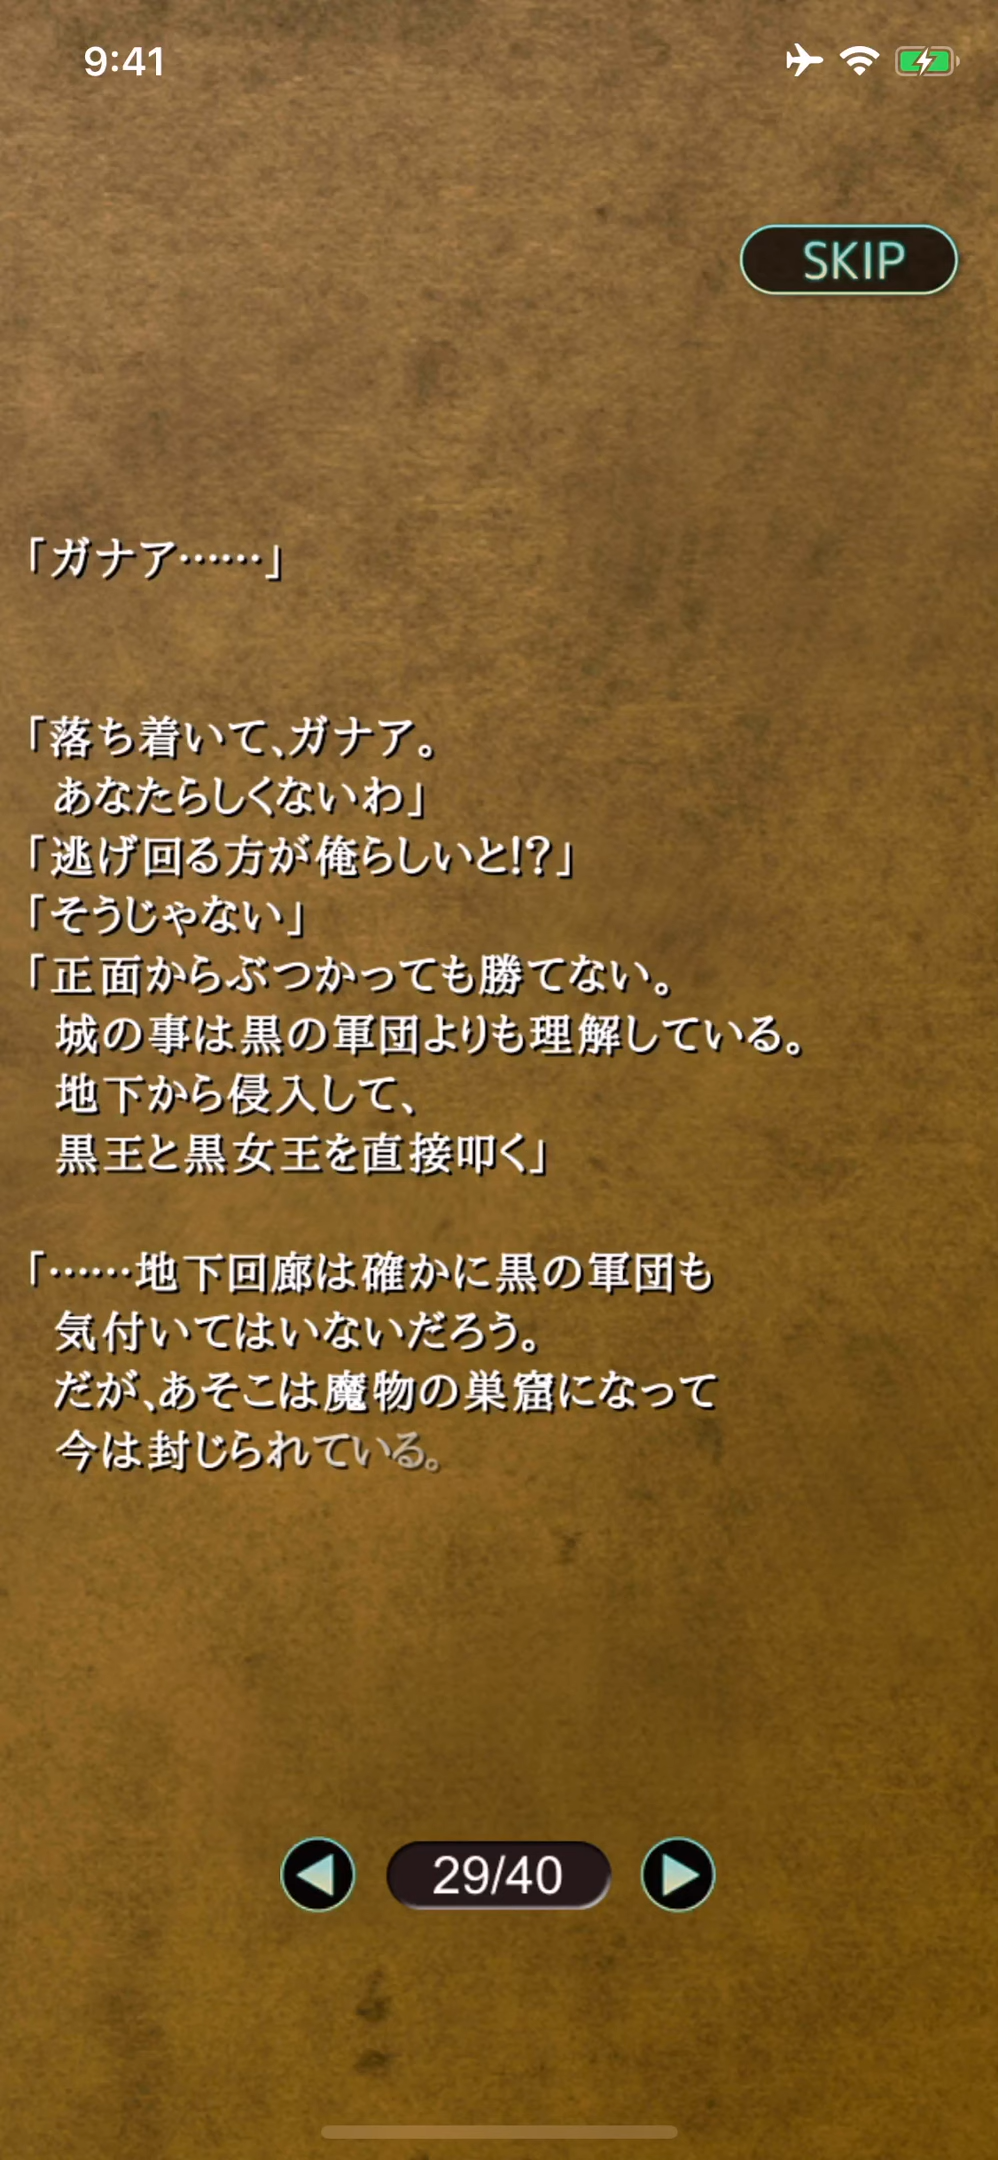 9:41
SKIP
「ガナア……」
「落ち着いて、ガナア。
あなたらしくないわ」
「逃げ回る方が俺らしいと!?」
「そうじゃない」
「正面からぶつかっても勝てない。
城の事は黒の軍団よりも理解している。
地下から侵入して、
黒王と黒女王を直接叩く」
「……地下回廊は確かに黒の軍団も
気付いてはいないだろう。
だが、あそこは魔物の巣窟になって
今は封じられている。
29/40